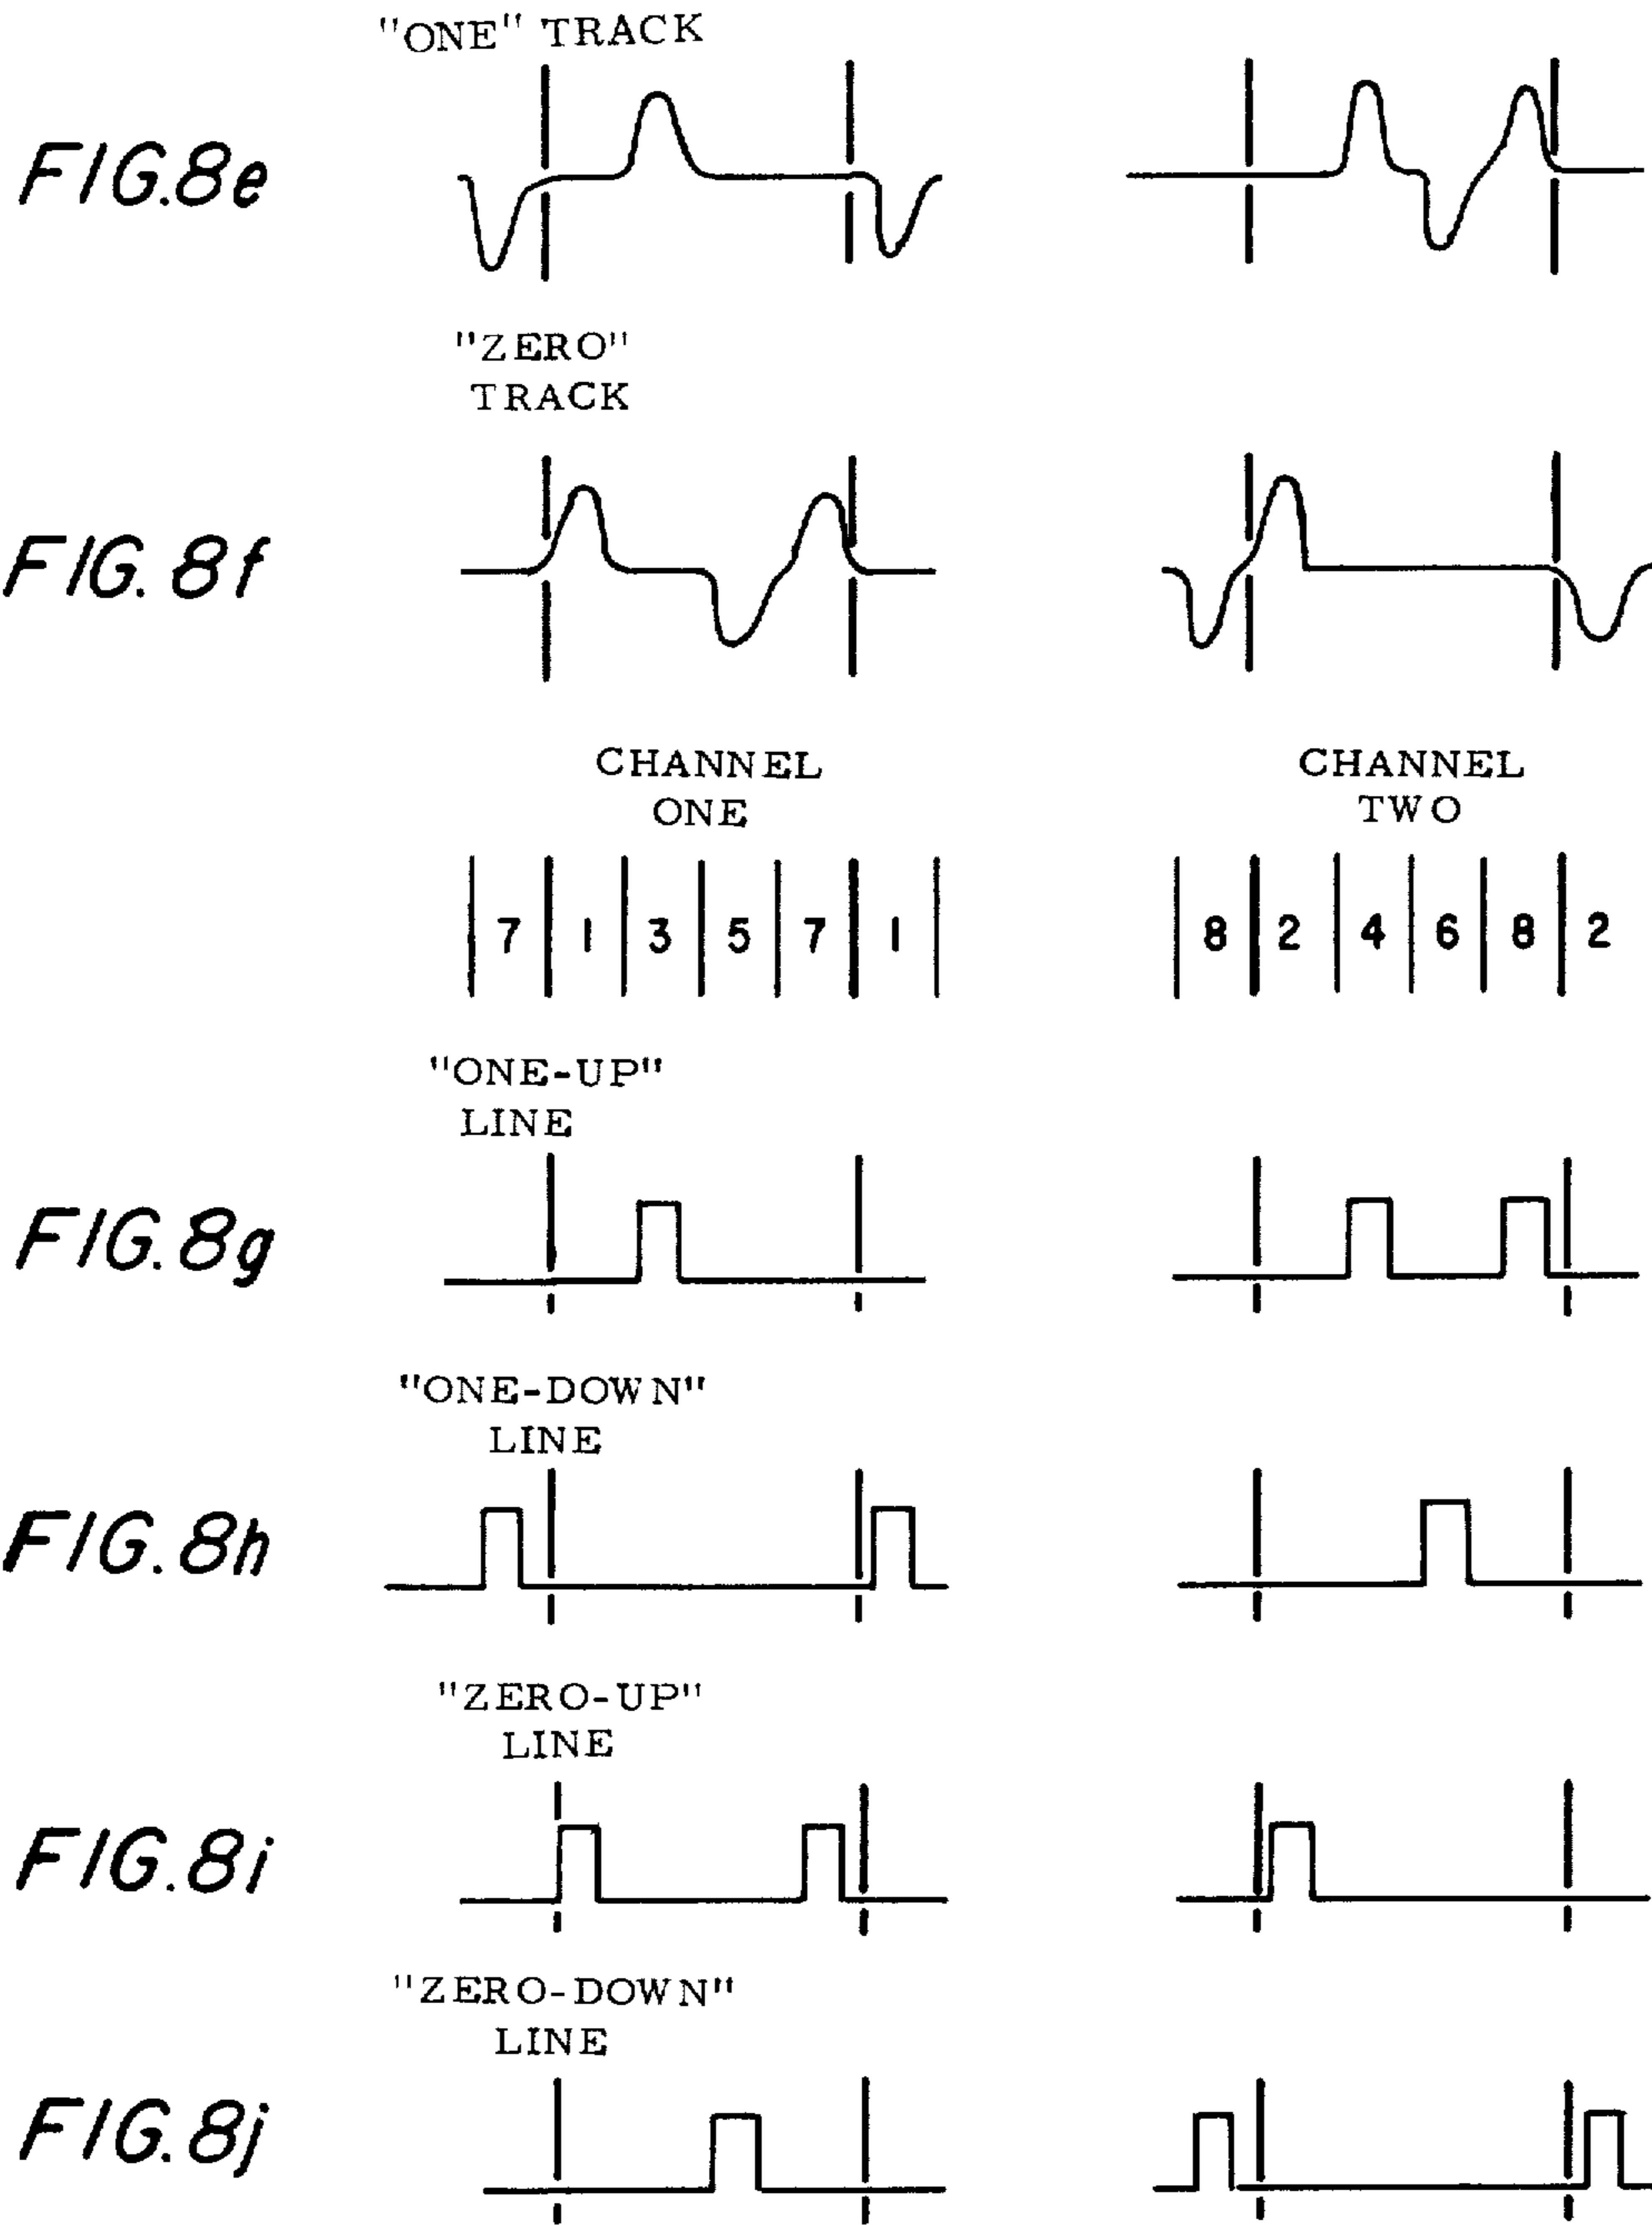 "ONE" TRACK
FIG.8e
"ZERO"
TRACK
FIG. 8f
CHANNEL
ONE
CHANNEL
TWO
7 1 3 5 7 1
8 2 4 6 8 2
"ONE-UP"
LINE
FIG.8g
"ONE-DOWN"
LINE
FIG.8h
"ZERO-UP"
LINE
FIG.8i
"ZERO-DOWN"
LINE
FIG.8j